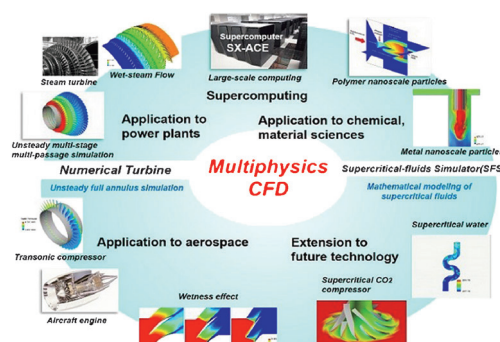 Supercomputer
SX-ACE
Steam turbine
Wet-steam Flow
Large-scale computing
Polymer nanoscale particles
Supercomputing
Application to
power plants
Application to chemical,
material sciences
Unsteady multi-stage
multi-passage simulation
Metal nanoscale particles
Numerical Turbine
Multiphysics
CFD
Supercritical-fluids Simulator(SFS
Unsteady full annulus simulation
Mathematical modeling of
supercritical fluids
Transonic compressor
Application to aerospace
Extension to
future technology
Supercritical water
Aircraft engine
Wetness effect
Supercritical CO2
compressor